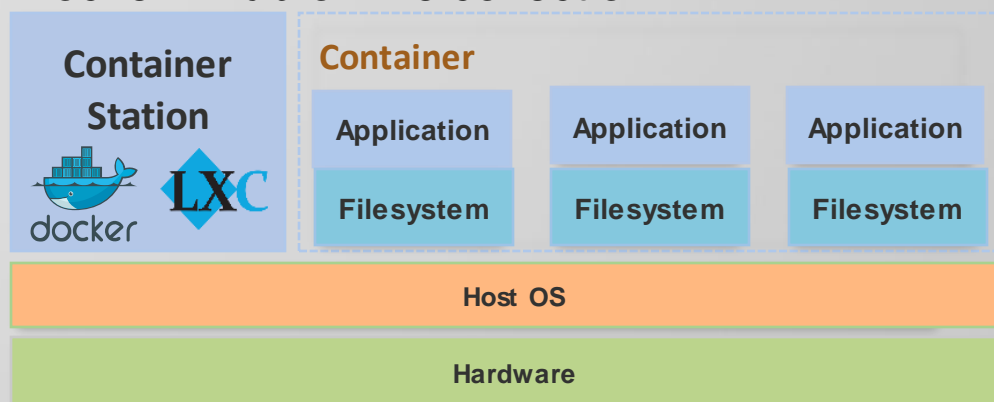 Container
Station
docker
LXC
Container
Application
Filesystem
Application
Filesystem
Application
Filesystem
Host OS
Hardware